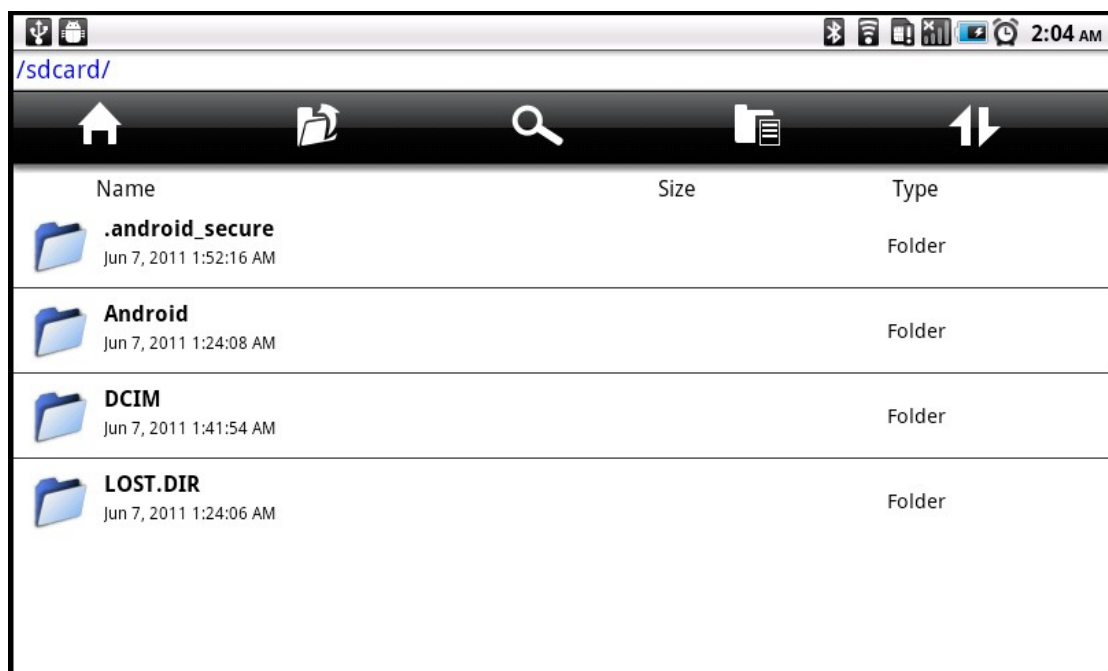 2:04 AM
/sdcard/
Name Size Type
.android_secure
Jun 7, 2011 1:52:16 AM
Folder
Android
Jun 7, 2011 1:24:08 AM
Folder
DCIM
Jun 7, 2011 1:41:54 AM
Folder
LOST.DIR
Jun 7, 2011 1:24:06 AM
Folder